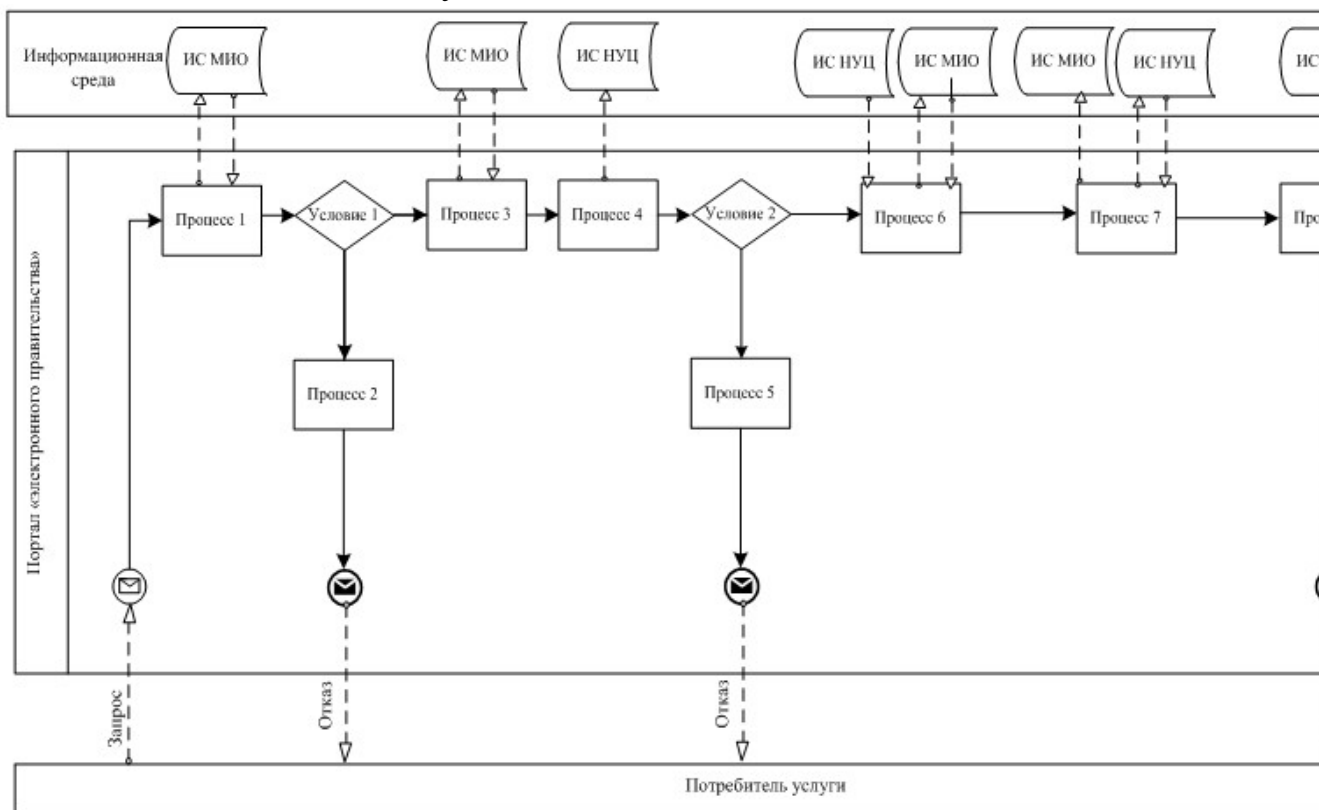 Информационная
среда
ИС МИО
ИС МИО
ИС НУЦ
ИС НУЦ
ИС МИО
ИС МИО
ИС НУЦ
ИС
Портал «электронного правительства»
Процесс 1
Условие 1
Процесс 3
Процесс 4
Условие 2
Процесс 6
Процесс 7
Про
Процесс 2
Процесс 5
Запрос
Отказ
Отказ
Потребитель услуги